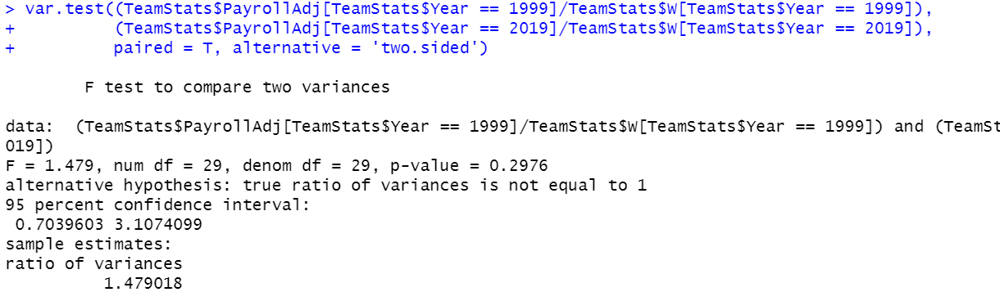 > var.test((TeamStats$PayrollAdj[TeamStats$Year == 1999]/TeamStats$W[TeamStats$Year == 1999]),
+          (TeamStats$PayrollAdj[TeamStats$Year == 2019]/TeamStats$W[TeamStats$Year == 2019]),
+          paired = T, alternative = 'two.sided')
F test to compare two variances
data:  (TeamStats$PayrollAdj[TeamStats$Year == 1999]/TeamStats$W[TeamStats$Year == 1999]) and (TeamSt
019])
F = 1.479, num df = 29, denom df = 29, p-value = 0.2976
alternative hypothesis: true ratio of variances is not equal to 1
95 percent confidence interval:
0.7039603 3.1074099
sample estimates:
ratio of variances
1.479018